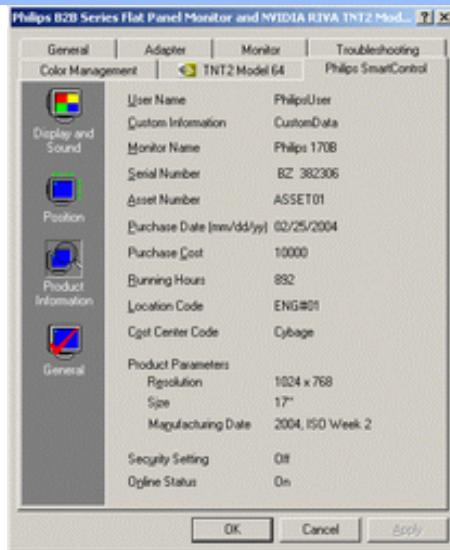 Philips B2B Series Flat Panel Monitor and NVIDIA RIVA TNT2 Mod... ? X
General Adapter Monitor Troubleshooting
Color Management TNT2 Model 64 Philips SmartControl
Display and
Sound
Position
Product
Information
General
User Name PhilipsUser
Custom Information CustomData
Monitor Name Philips 170B
Serial Number BZ 382306
Asset Number ASSET01
Purchase Date (mm/dd/yy) 02/25/2004
Purchase Cost 10000
Running Hours 892
Location Code ENG#01
Cost Center Code Cybage
Product Parameters
Resolution 1024 x 768
Size 17"
Magufacturing Date 2004, ISO Week 2
Security Setting Off
Online Status On
OK Cancel Apply